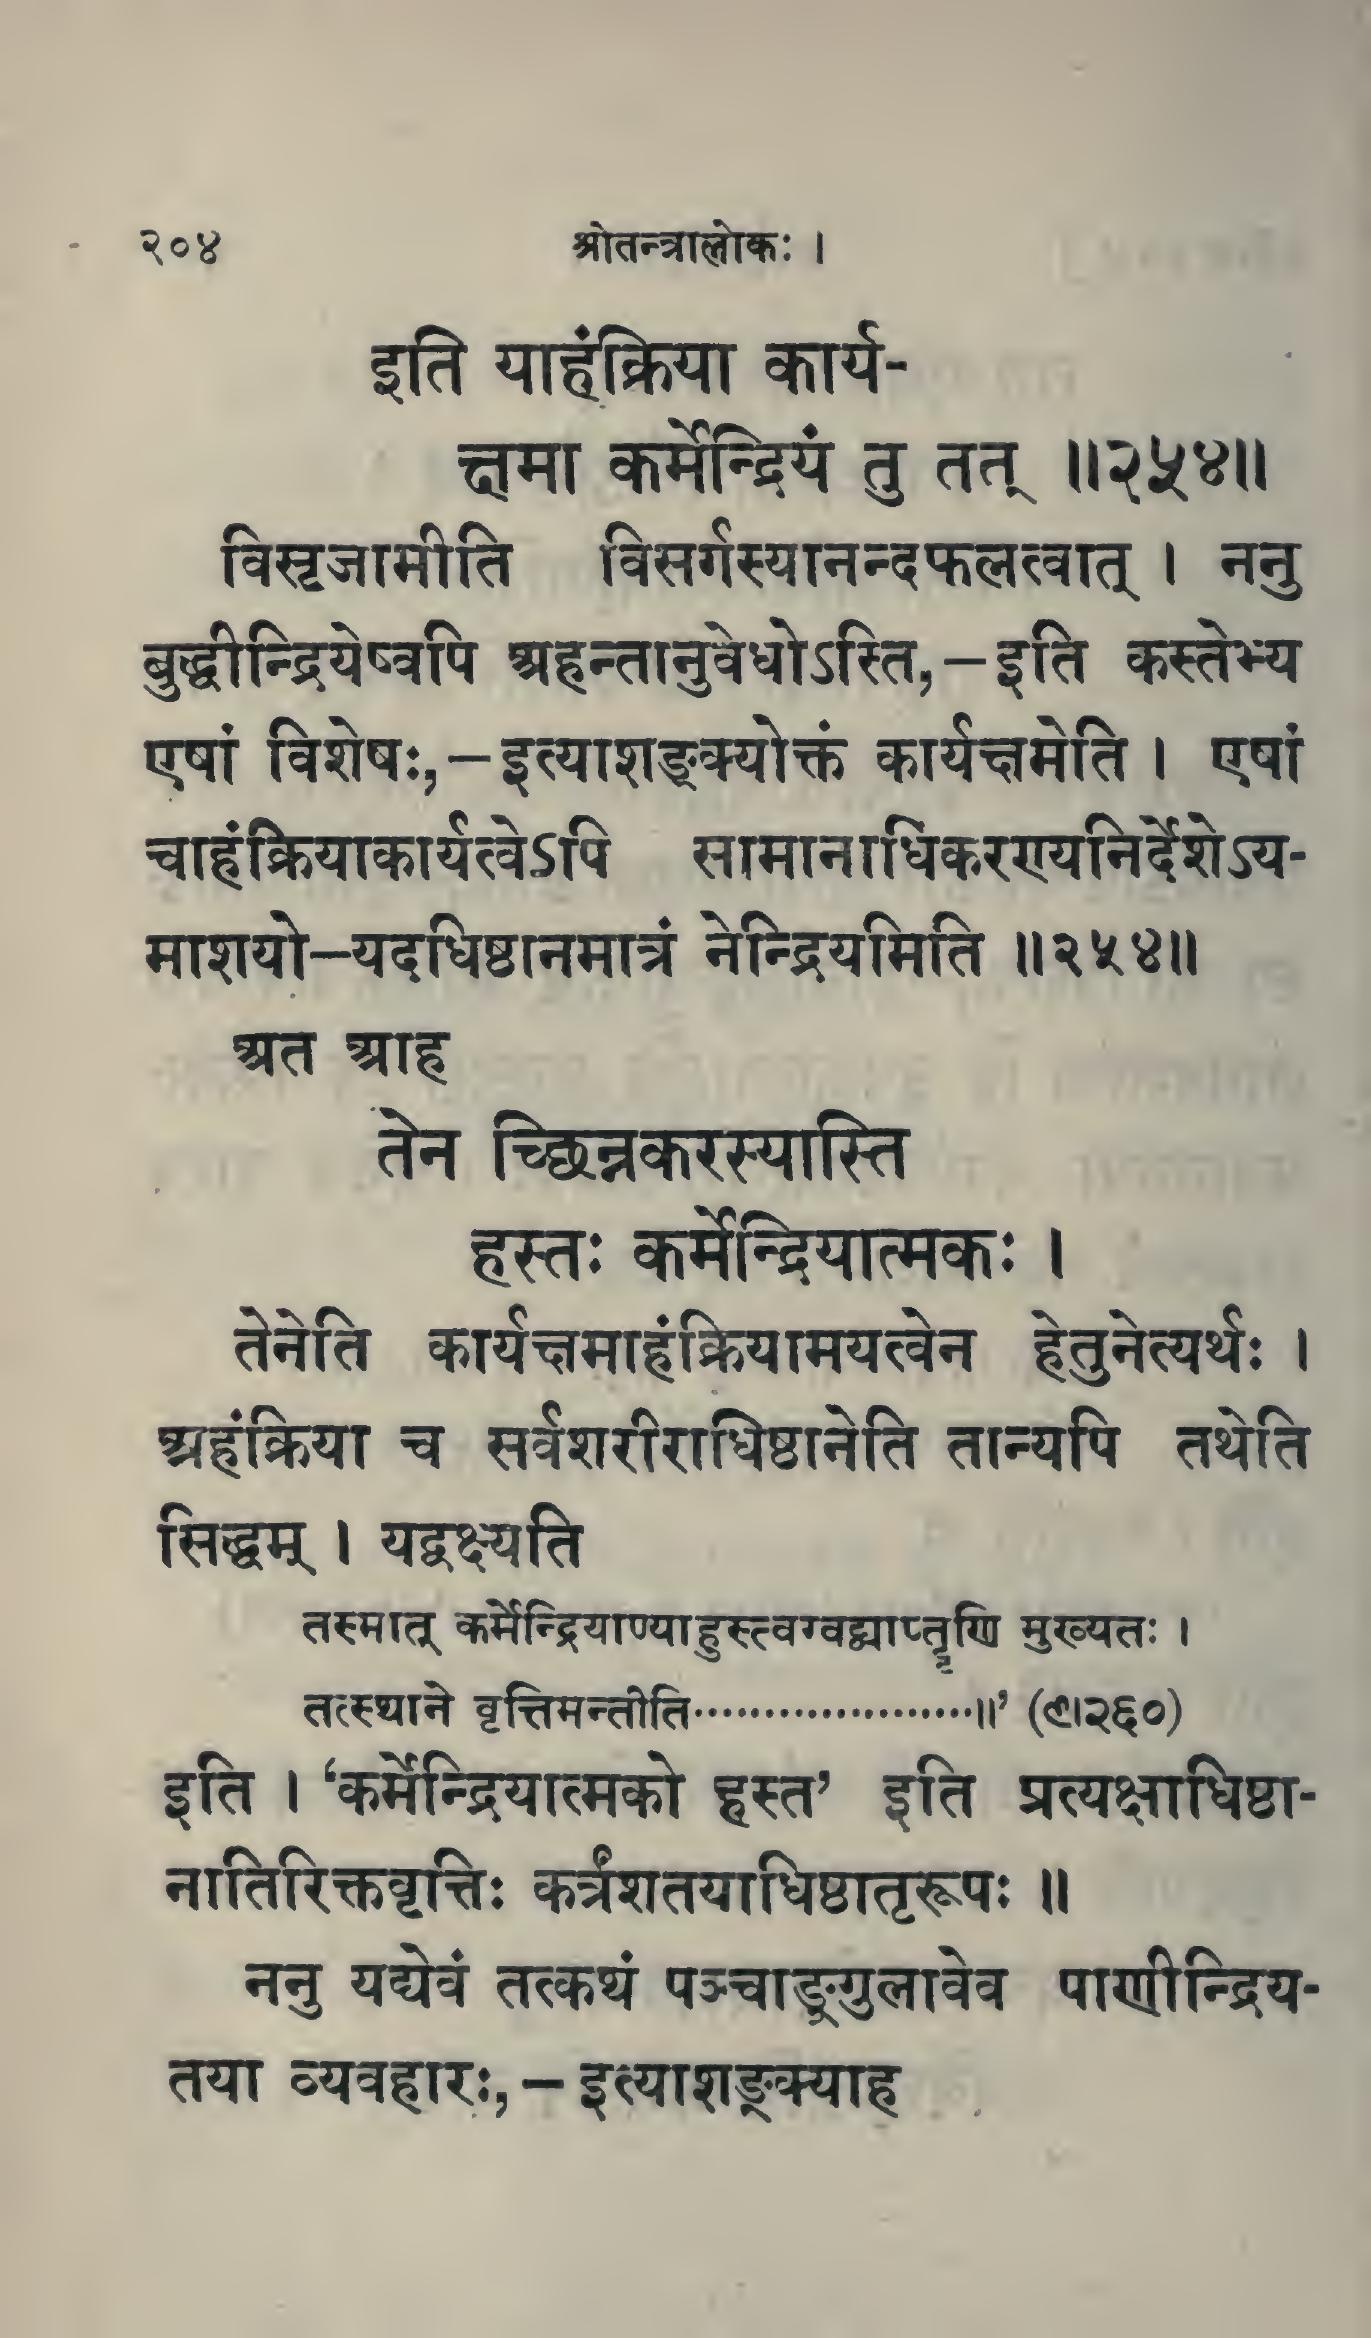 २०४ श्रीतन्त्रालोकः ।
इति याहंक्रिया कार्य-
क्षमा कर्मेन्द्रियं तु तत् ॥२५४॥
विसृजामीति विसर्गस्यानन्दफलत्वात् । ननु
बुद्धीन्द्रियेष्वपि अहन्तानुवेधोऽस्ति,—इति कस्तेभ्य
एषां विशेषः,—इत्याशङ्क्योक्तं कार्यक्षमेति । एषां
चाहंक्रियाकार्यत्वेऽपि सामानाधिकरण्यनिर्देशेऽय-
माशयो—यदधिष्ठानमात्रं नेन्द्रियमिति ॥२५४॥
अत आह
तेन च्छिन्नकरस्यास्ति
हस्तः कर्मेन्द्रियात्मकः ।
तेनेति कार्यक्षमाहंक्रियामयत्वेन हेतुनेत्यर्थः ।
अहंक्रिया च सर्वशरीराधिष्ठानेति तान्यपि तथेति
सिद्धम् । यद्वक्ष्यति
तस्मात् कर्मेन्द्रियाण्याहुस्त्वग्वद्व्याप्तॄणि मुख्यतः ।
तत्स्थाने वृत्तिमन्तीति·····················॥’ (९।२६०)
इति । ‘कर्मेन्द्रियात्मको हस्त’ इति प्रत्यक्षाधिष्ठा-
नातिरिक्तवृत्तिः कर्त्रंशतयाधिष्ठातृरूपः ॥
ननु यद्येवं तत्कथं पञ्चाङ्गुलावेव पाणीन्द्रिय-
तया व्यवहारः,—इत्याशङ्क्याह